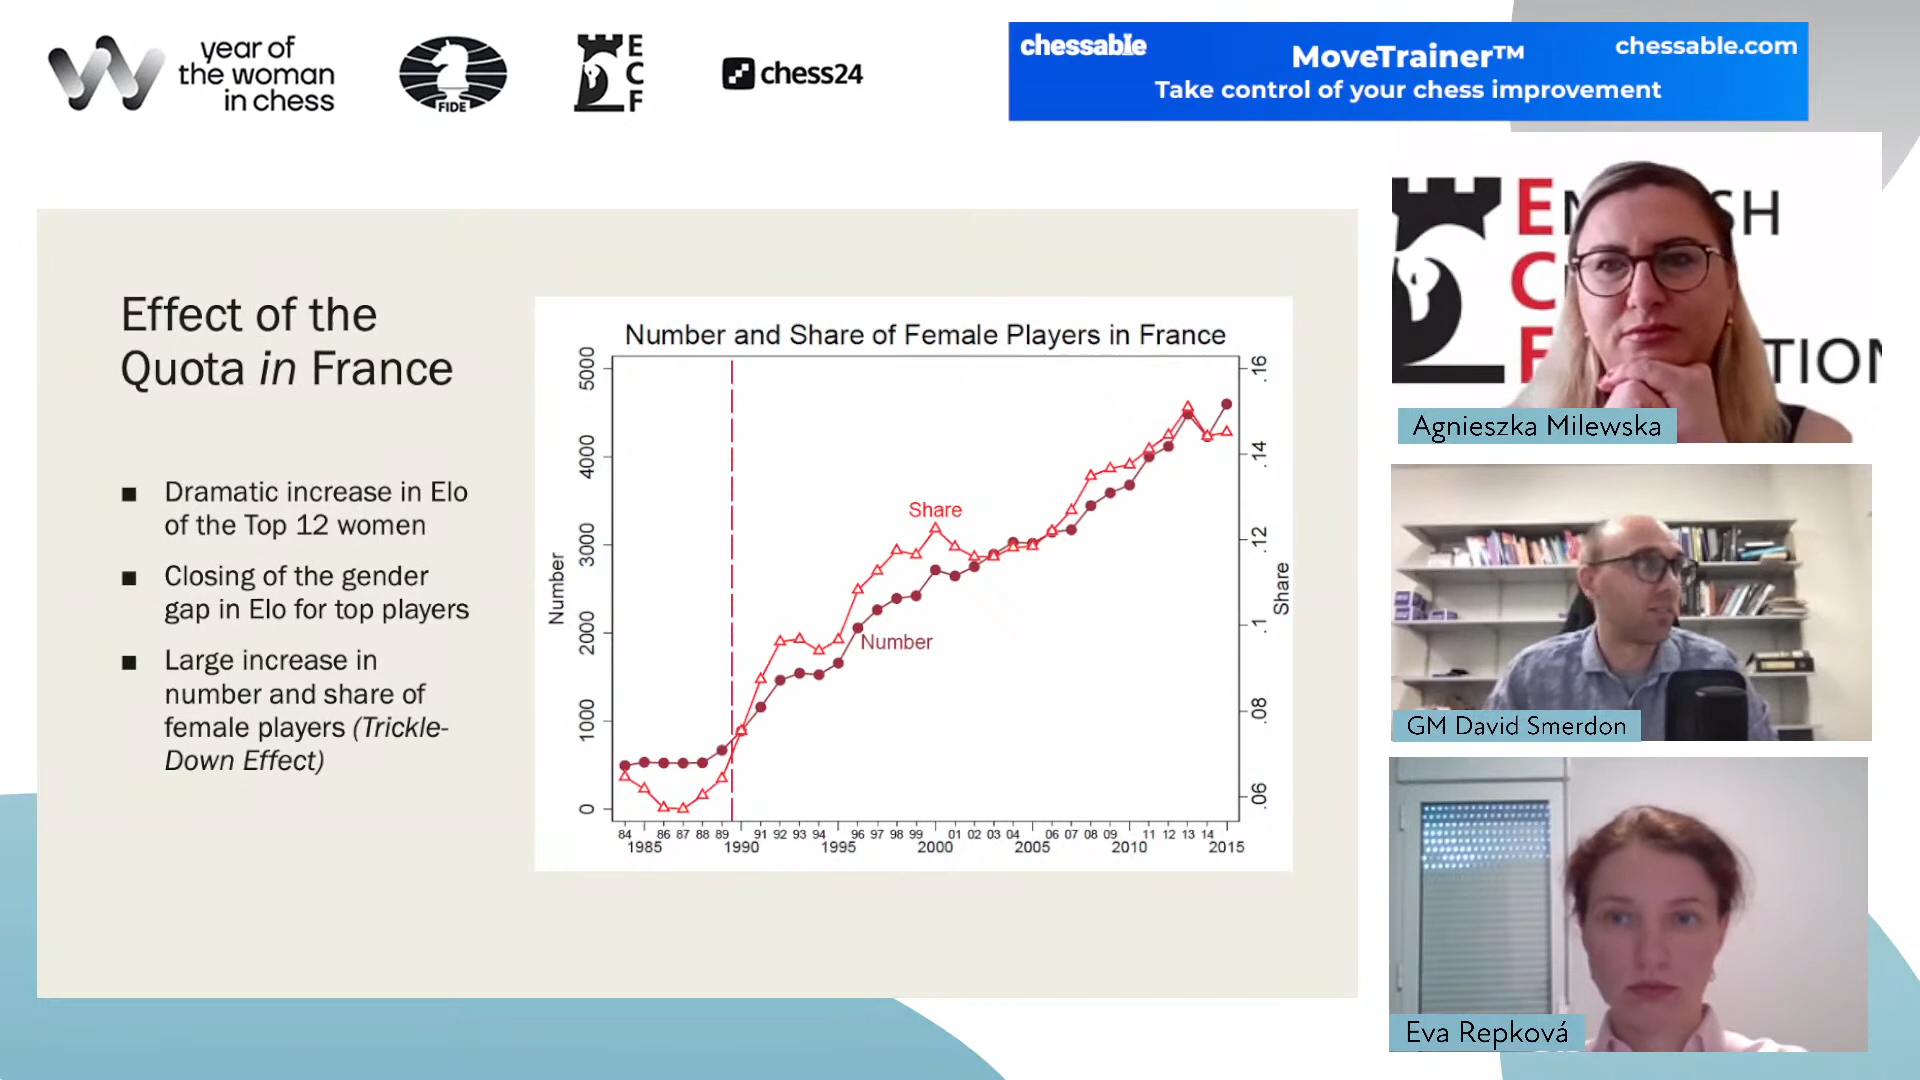 year of
the woman
in chess
FIDE
E
C
F
chess24
chessable
MoveTrainer™
Take control of your chess improvement
chessable.com
Effect of the
Quota in France
■ Dramatic increase in Elo
of the Top 12 women
■ Closing of the gender
gap in Elo for top players
■ Large increase in
number and share of
female players (Trickle-
Down Effect)
Number and Share of Female Players in France
Number
5000
4000
3000
2000
1000
0
Share
Number
.16
.14
.12
.1
.08
.06
Share
84 86 87 88 89 91 92 93 94 96 97 98 99 01 02 03 04 06 07 08 09 11 12 13 14
1985 1990 1995 2000 2005 2010 2015
E SH
C
F TION
Agnieszka Milewska
GM David Smerdon
Eva Repková